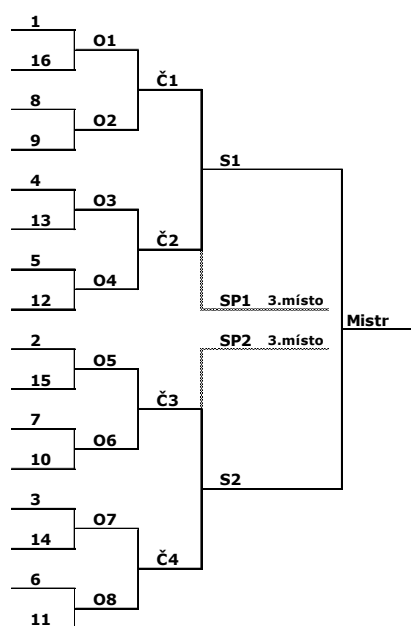 1
O1
16
Č1
8
O2
9
S1
4
O3
13
Č2
5
O4
12
SP1 3.místo
Mistr
SP2 3.místo
2
O5
15
Č3
7
O6
10
S2
3
O7
14
Č4
6
O8
11